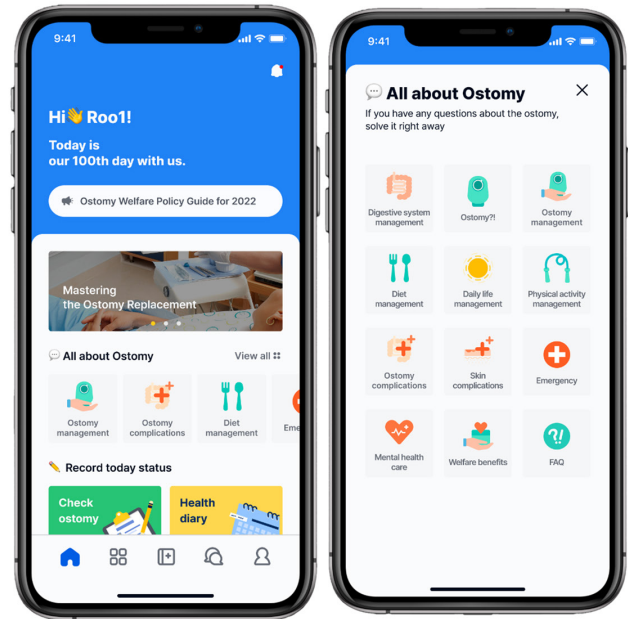 9:41
Hi👋 Roo1!
Today is
our 100th day with us.
Ostomy Welfare Policy Guide for 2022
Mastering
the Ostomy Replacement
All about Ostomy
View all
Ostomy
management
Ostomy
complications
Diet
management
Eme
Record today status
Check
ostomy
Health
diary
9:41
All about Ostomy
If you have any questions about the ostomy,
solve it right away
Digestive system
management
Ostomy?!
Ostomy
management
Diet
management
Daily life
management
Physical activity
management
Ostomy
complications
Skin
complications
Emergency
Mental health
care
Welfare benefits
?!
FAQ